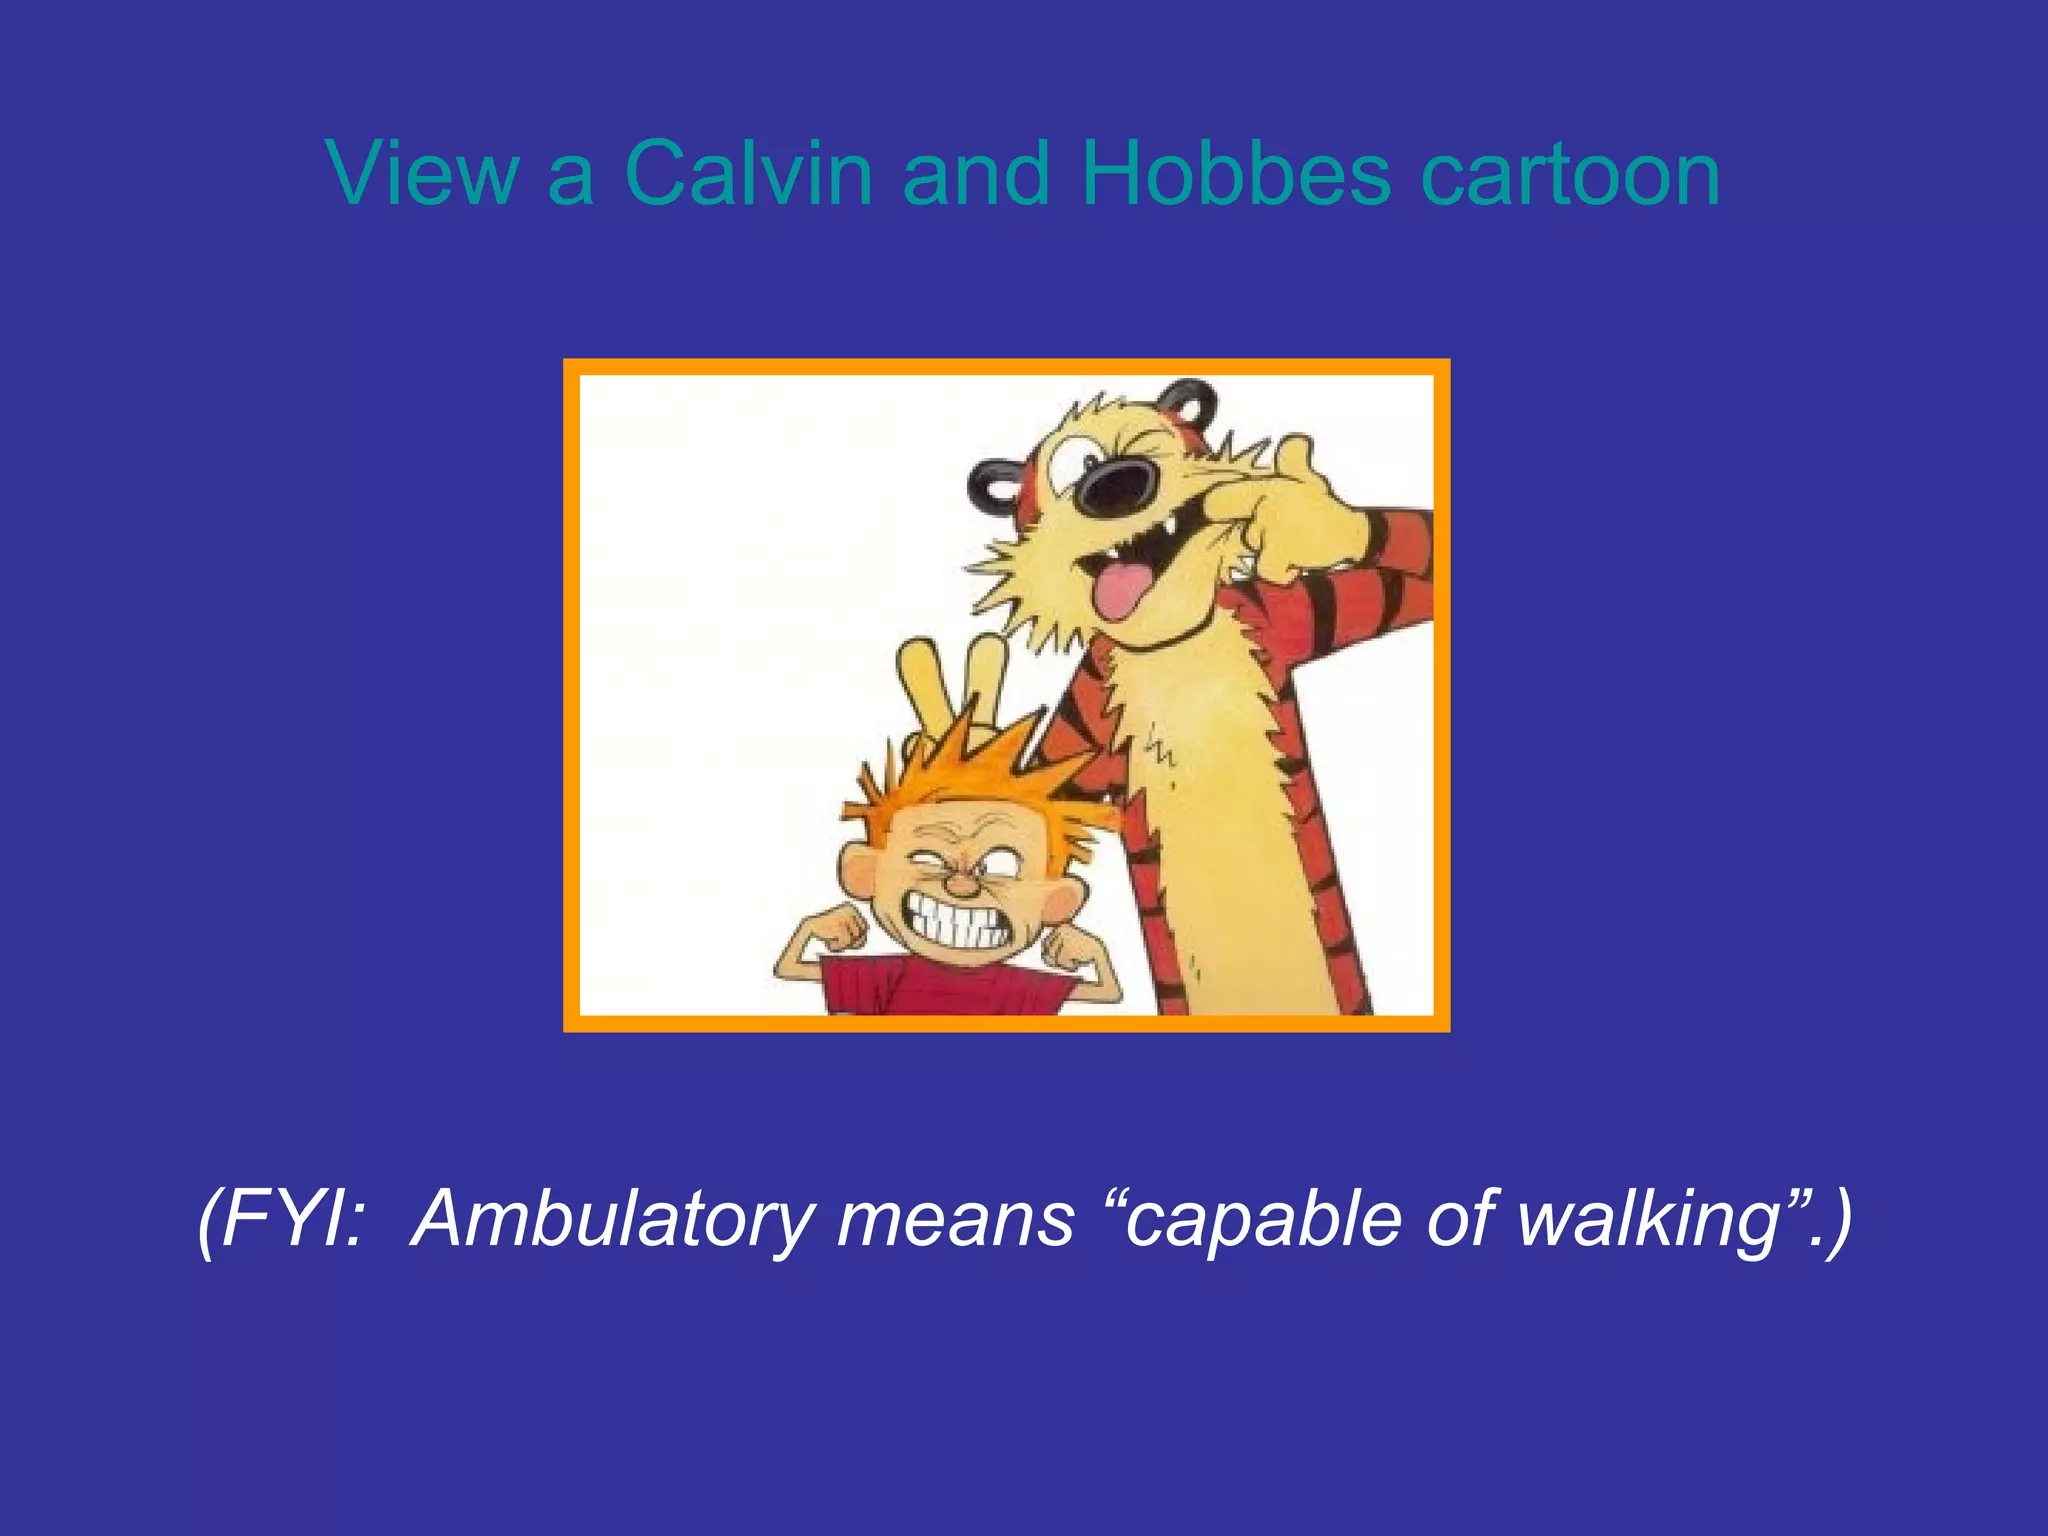 View a Calvin and Hobbes cartoon
(FYI:  Ambulatory means “capable of walking”.)